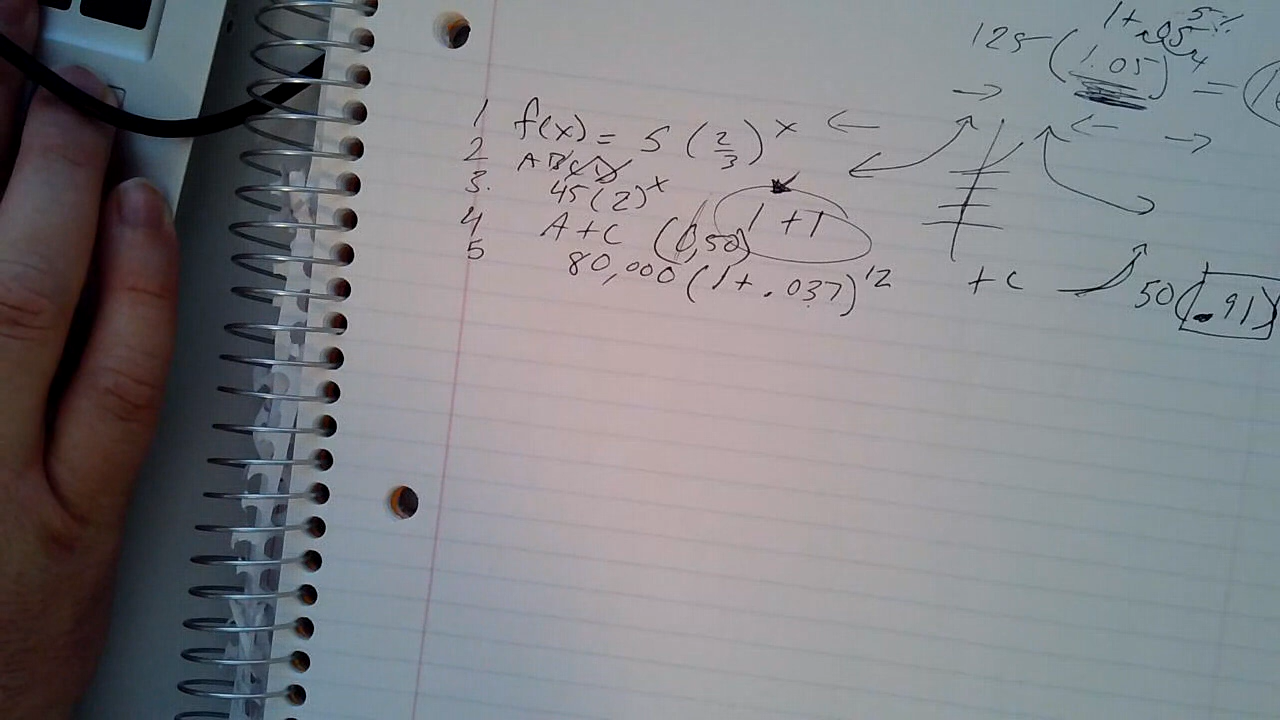 1 f(x) = 5 (2/3)^x
2 ABCD
3. 45(2)^x
4 A+C (0,50) 1+r
5 80,000(1+.037)^12
1+.05 5%
125(1.05)^4 =
+c 50(.91)